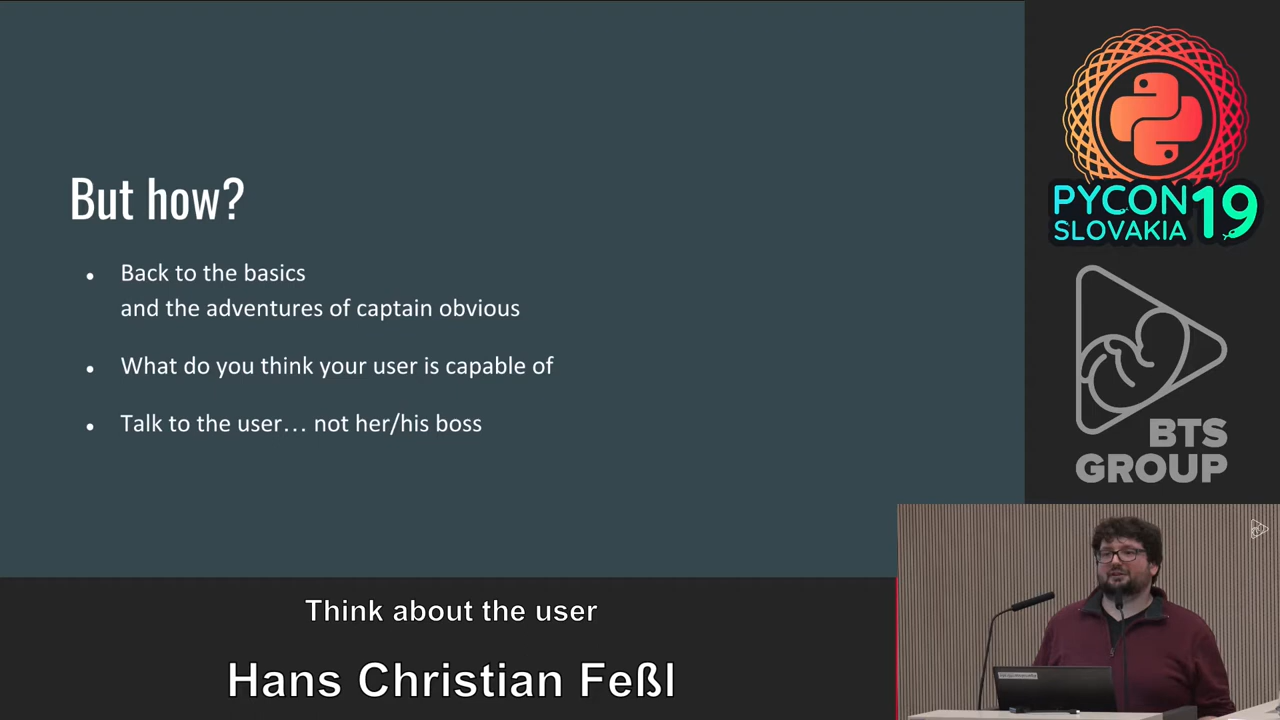 But how?
Back to the basics
and the adventures of captain obvious
What do you think your user is capable of
Talk to the user… not her/his boss
PYCON 19
SLOVAKIA
BTS
GROUP
Think about the user
Hans Christian Feßl